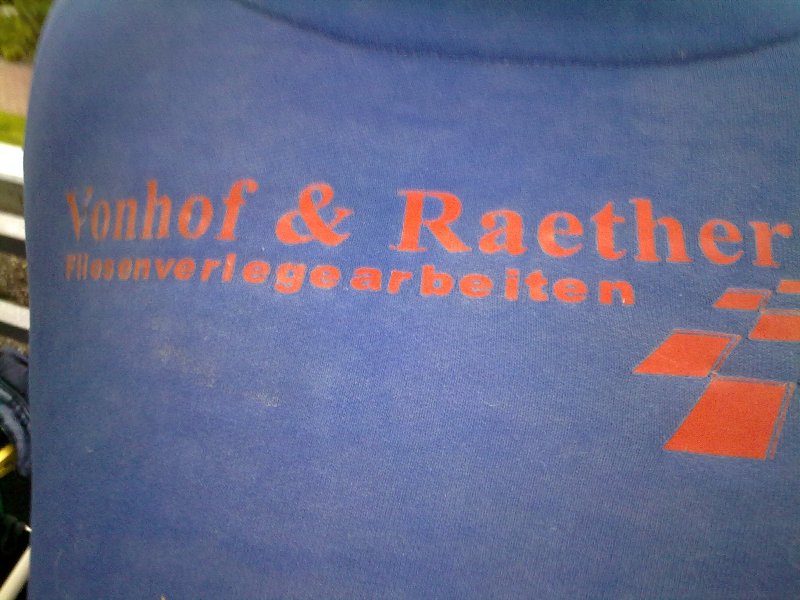 Vonhof & Raether
Fliesenverlegearbeiten